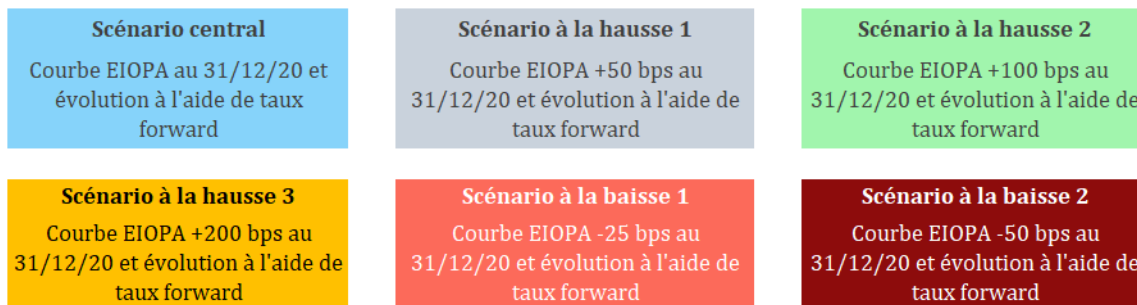 Scénario central
Courbe EIOPA au 31/12/20 et
évolution à l'aide de taux
forward
Scénario à la hausse 1
Courbe EIOPA +50 bps au
31/12/20 et évolution à l'aide de
taux forward
Scénario à la hausse 2
Courbe EIOPA +100 bps au
31/12/20 et évolution à l'aide de
taux forward
Scénario à la hausse 3
Courbe EIOPA +200 bps au
31/12/20 et évolution à l'aide de
taux forward
Scénario à la baisse 1
Courbe EIOPA -25 bps au
31/12/20 et évolution à l'aide de
taux forward
Scénario à la baisse 2
Courbe EIOPA -50 bps au
31/12/20 et évolution à l'aide de
taux forward